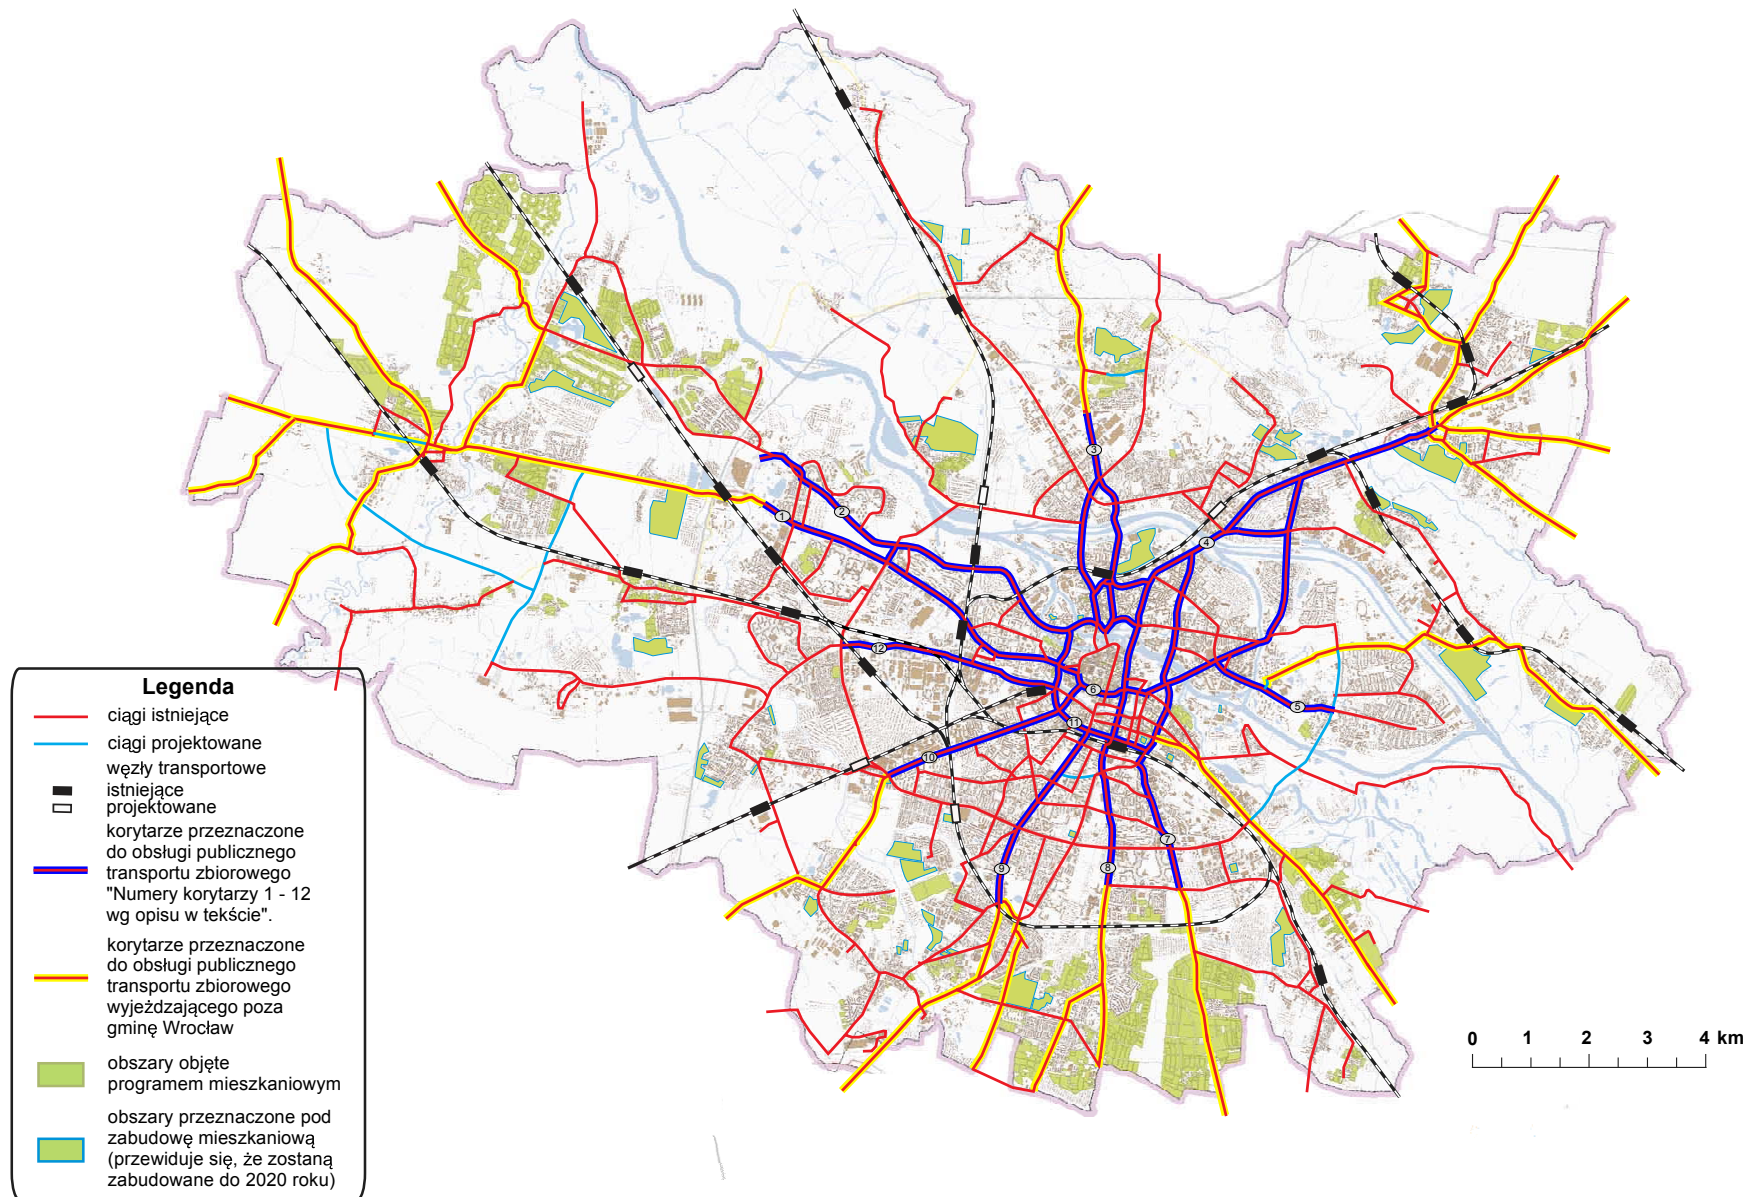 3
1
2
4
12
6
5
11
10
7
9
8
Legenda
ciągi istniejące
ciągi projektowane
węzły transportowe
istniejące
projektowane
korytarze przeznaczone
do obsługi publicznego
transportu zbiorowego
"Numery korytarzy 1 - 12
wg opisu w tekście".
korytarze przeznaczone
do obsługi publicznego
transportu zbiorowego
wyjeżdzającego poza
gminę Wrocław
obszary objęte
programem mieszkaniowym
obszary przeznaczone pod
zabudowę mieszkaniową
(przewiduje się, że zostaną
zabudowane do 2020 roku)
0 1 2 3 4 km